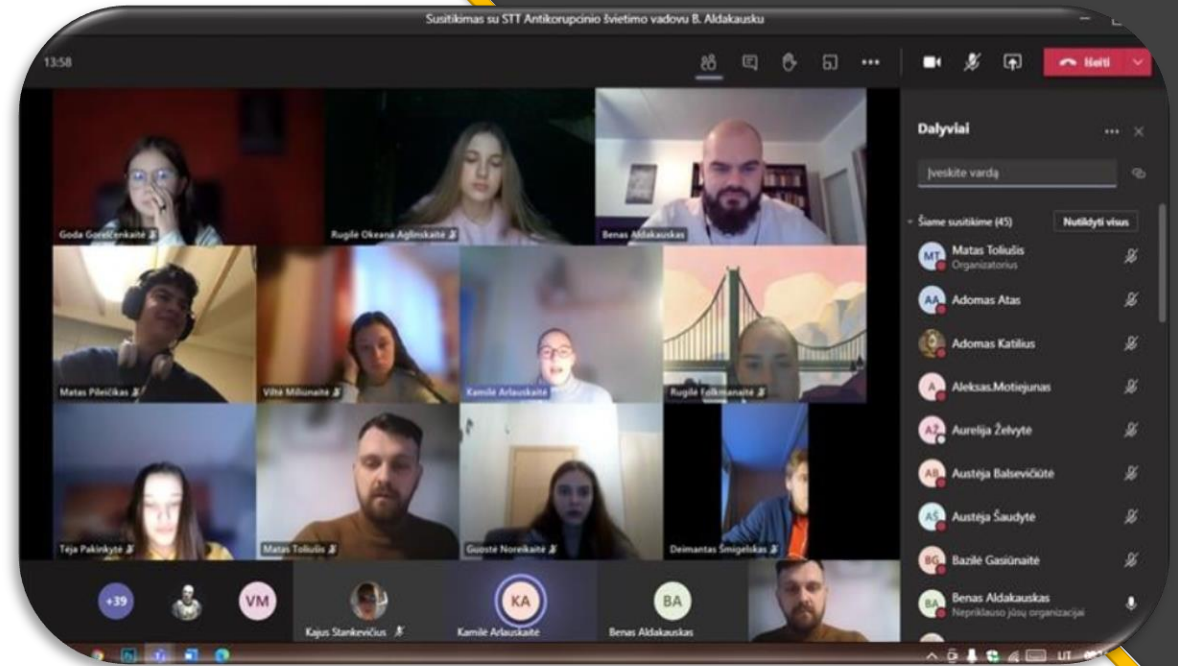 Susitikimas su STT Antikorupcinio švietimo vadovu B. Aldakausku
13:58
Išeiti
Goda Gorelčenkaitė
Rugilė Okeana Aglinskaitė
Benas Aldakauskas
Matas Pileičikas
Viltė Miliunaitė
Kamilė Arlauskaitė
Rugilė Folkmanaitė
Tėja Pakinkytė
Matas Toliušis
Guostė Noreikaitė
Deimantas Šmigelskas
+39
VM
Kajus Stankevičius
KA
Kamilė Arlauskaitė
BA
Benas Aldakauskas
Dalyviai
Įveskite vardą
Šiame susitikime (45)
Nutildyti visus
MT
Matas Toliušis
Organizatorius
AA
Adomas Atas
Adomas Katilius
A
Aleksas.Motiejunas
AŽ
Aurelija Želvytė
AB
Austėja Balsevičiūtė
AŠ
Austėja Šaudytė
BG
Bazilė Gasiūnaitė
BA
Benas Aldakauskas
Nepriklauso jūsų organizacijai
LIT